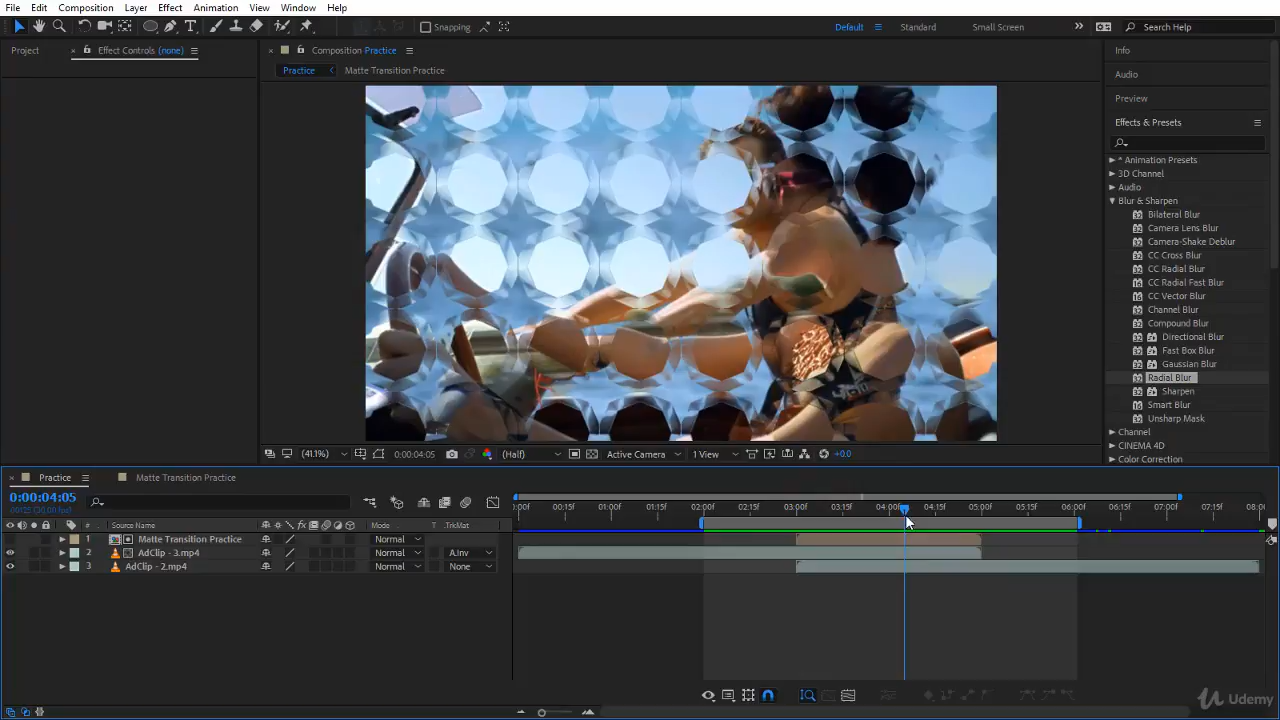 File Edit Composition Layer Effect Animation View Window Help
Snapping Default Standard Small Screen Search Help
Project Effect Controls (none) Composition Practice Info
Practice Matte Transition Practice
Audio
Preview
Effects & Presets
* Animation Presets
3D Channel
Audio
Blur & Sharpen
Bilateral Blur
Camera Lens Blur
Camera-Shake Deblur
CC Cross Blur
CC Radial Blur
CC Radial Fast Blur
CC Vector Blur
Channel Blur
Compound Blur
Directional Blur
Fast Box Blur
Gaussian Blur
Radial Blur
Sharpen
Smart Blur
Unsharp Mask
Channel
CINEMA 4D
Color Correction
(41.1%) 0:00:04:05 (Half) Active Camera 1 View +0.0
Practice Matte Transition Practice
0:00:04:05
00:15f 01:00f 01:15f 02:00f 02:15f 03:00f 03:15f 04:00f 04:15f 05:00f 05:15f 06:00f 06:15f 07:00f 07:15f 08:00f
# Source Name Mode T TrkMat
1 Matte Transition Practice Normal
2 AdClip - 3.mp4 Normal A.Inv
3 AdClip - 2.mp4 Normal None
Udemy